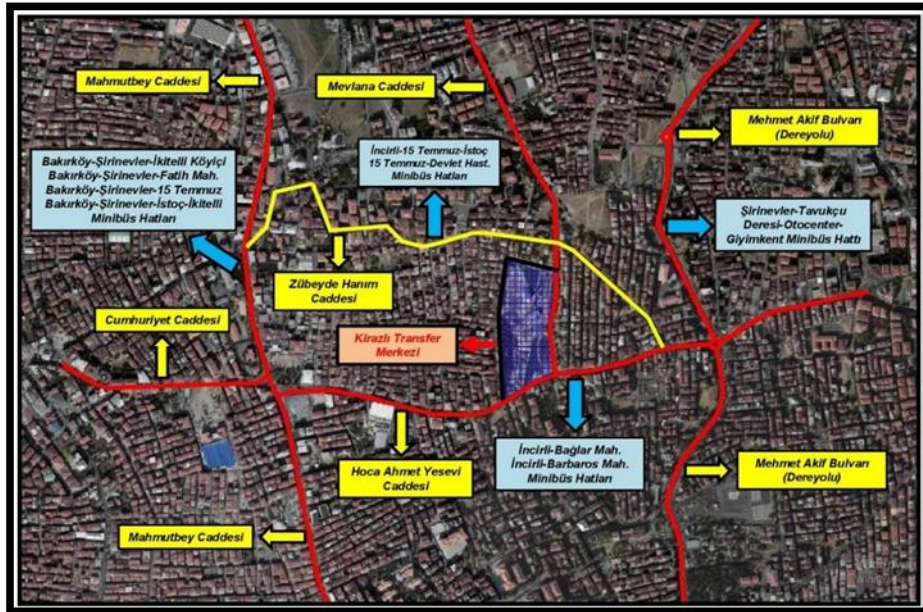 Mahmutbey Caddesi
Mevlana Caddesi
Mehmet Akif Bulvarı
(Dereyolu)
Bakırköy-Şirinevler-İkitelli Köyiçi
Bakırköy-Şirinevler-Fatih Mah.
Bakırköy-Şirinevler-15 Temmuz
Bakırköy-Şirinevler-İstoç-İkitelli
Minibüs Hatları
İncirli-15 Temmuz-İstoç
15 Temmuz-Devlet Hast.
Minibüs Hatları
Şirinevler-Tavukçu
Deresi-Otocenter-
Giyimkent Minibüs Hattı
Zübeyde Hanım
Caddesi
Cumhuriyet Caddesi
Kirazlı Transfer
Merkezi
Hoca Ahmet Yesevi
Caddesi
İncirli-Bağlar Mah.
İncirli-Barbaros Mah.
Minibüs Hatları
Mehmet Akif Bulvarı
(Dereyolu)
Mahmutbey Caddesi